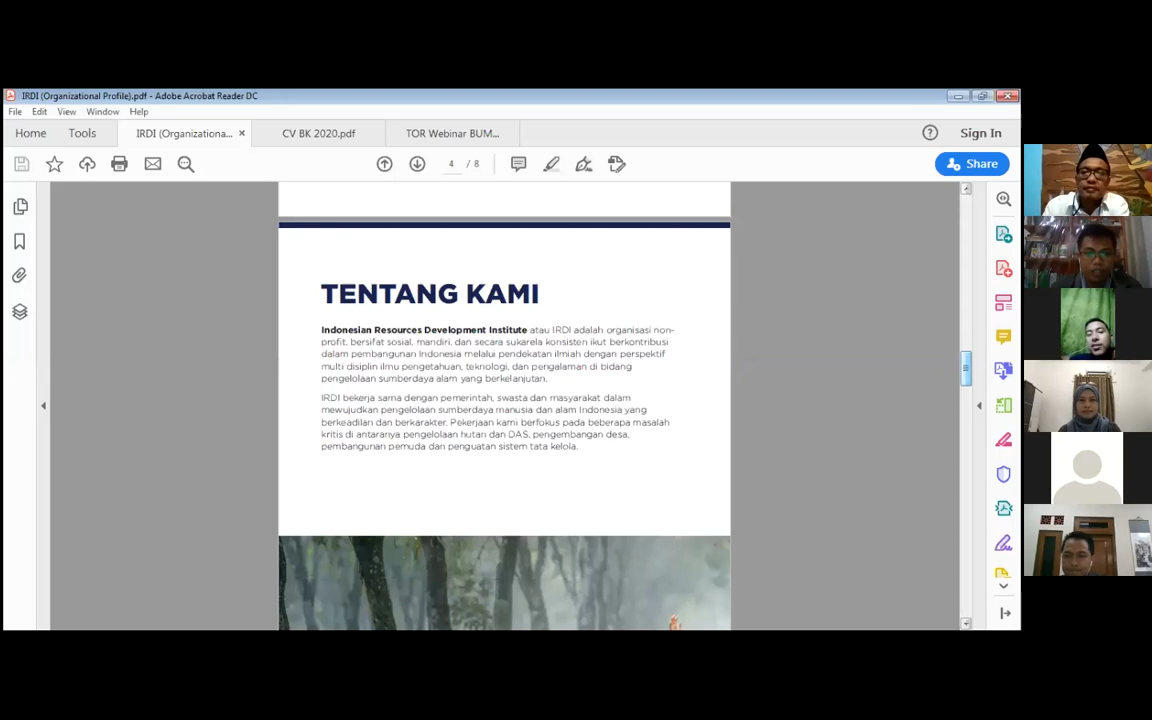 IRDI (Organizational Profile).pdf - Adobe Acrobat Reader DC
File Edit View Window Help
Home Tools IRDI (Organizationa... × CV BK 2020.pdf TOR Webinar BUM... ? Sign In
4 / 8 Share
TENTANG KAMI
Indonesian Resources Development Institute atau IRDI adalah organisasi non-
profit, bersifat sosial, mandiri, dan secara sukarela konsisten ikut berkontribusi
dalam pembangunan Indonesia melalui pendekatan ilmiah dengan perspektif
multi disiplin ilmu pengetahuan, teknologi, dan pengalaman di bidang
pengelolaan sumberdaya alam yang berkelanjutan.
IRDI bekerja sama dengan pemerintah, swasta dan masyarakat dalam
mewujudkan pengelolaan sumberdaya manusia dan alam Indonesia yang
berkeadilan dan berkarakter. Pekerjaan kami berfokus pada beberapa masalah
kritis di antaranya pengelolaan hutan dan DAS, pengembangan desa,
pembangunan pemuda dan penguatan sistem tata kelola.